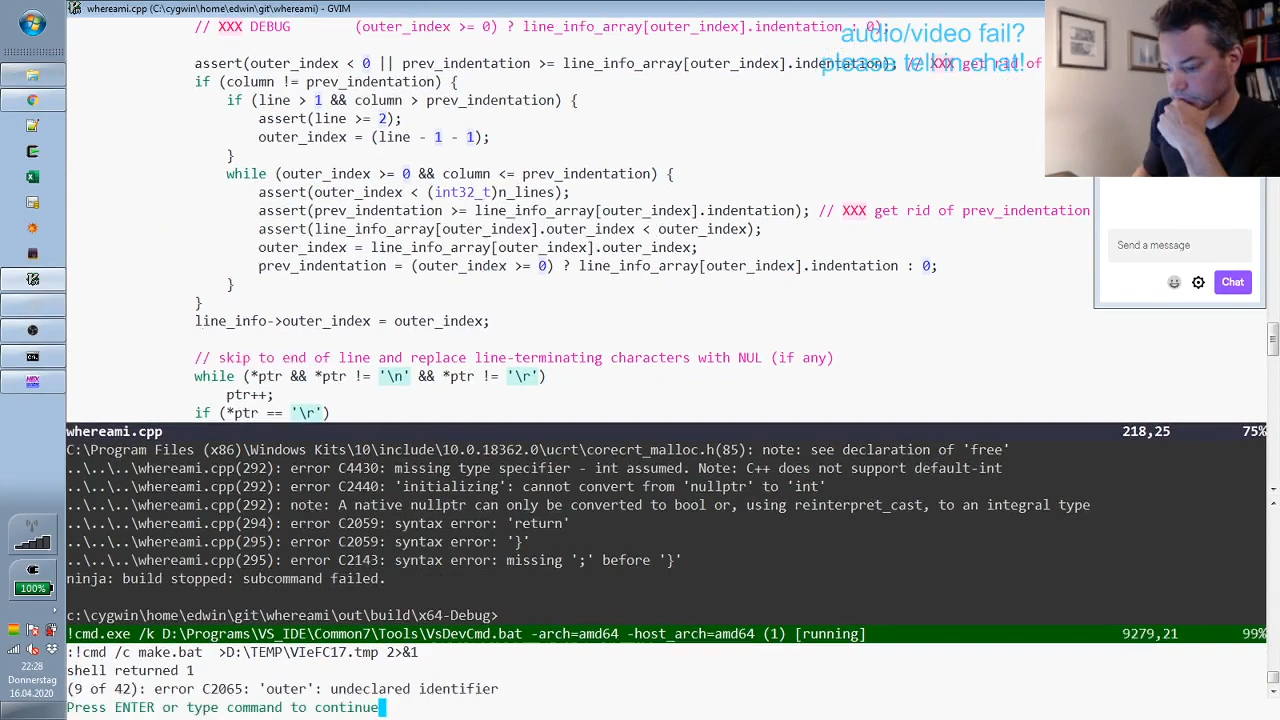 whereami.cpp (C:\cygwin\home\edwin\git\whereami) - GVIM
// XXX DEBUG (outer_index >= 0) ? line_info_array[outer_index].indentation : 0);
audio/video fail?
please tell in chat!
assert(outer_index < 0 || prev_indentation >= line_info_array[outer_index].indentation); // XXX get rid of
if (column != prev_indentation) {
if (line > 1 && column > prev_indentation) {
assert(line >= 2);
outer_index = (line - 1 - 1);
}
while (outer_index >= 0 && column <= prev_indentation) {
assert(outer_index < (int32_t)n_lines);
assert(prev_indentation >= line_info_array[outer_index].indentation); // XXX get rid of prev_indentation
assert(line_info_array[outer_index].outer_index < outer_index);
outer_index = line_info_array[outer_index].outer_index;
prev_indentation = (outer_index >= 0) ? line_info_array[outer_index].indentation : 0;
}
}
line_info->outer_index = outer_index;
// skip to end of line and replace line-terminating characters with NUL (if any)
while (*ptr && *ptr != '\n' && *ptr != '\r')
ptr++;
if (*ptr == '\r')
Send a message
Chat
whereami.cpp 218,25 75%
C:\Program Files (x86)\Windows Kits\10\include\10.0.18362.0\ucrt\corecrt_malloc.h(85): note: see declaration of 'free'
..\..\..\whereami.cpp(292): error C4430: missing type specifier - int assumed. Note: C++ does not support default-int
..\..\..\whereami.cpp(292): error C2440: 'initializing': cannot convert from 'nullptr' to 'int'
..\..\..\whereami.cpp(292): note: A native nullptr can only be converted to bool or, using reinterpret_cast, to an integral type
..\..\..\whereami.cpp(294): error C2059: syntax error: 'return'
..\..\..\whereami.cpp(295): error C2059: syntax error: '}'
..\..\..\whereami.cpp(295): error C2143: syntax error: missing ';' before '}'
ninja: build stopped: subcommand failed.
c:\cygwin\home\edwin\git\whereami\out\build\x64-Debug>
!cmd.exe /k D:\Programs\VS_IDE\Common7\Tools\VsDevCmd.bat -arch=amd64 -host_arch=amd64 (1) [running] 9279,21 99%
:!cmd /c make.bat >D:\TEMP\VIeFC17.tmp 2>&1
shell returned 1
(9 of 42): error C2065: 'outer': undeclared identifier
Press ENTER or type command to continue
100%
22:28
Donnerstag
16.04.2020